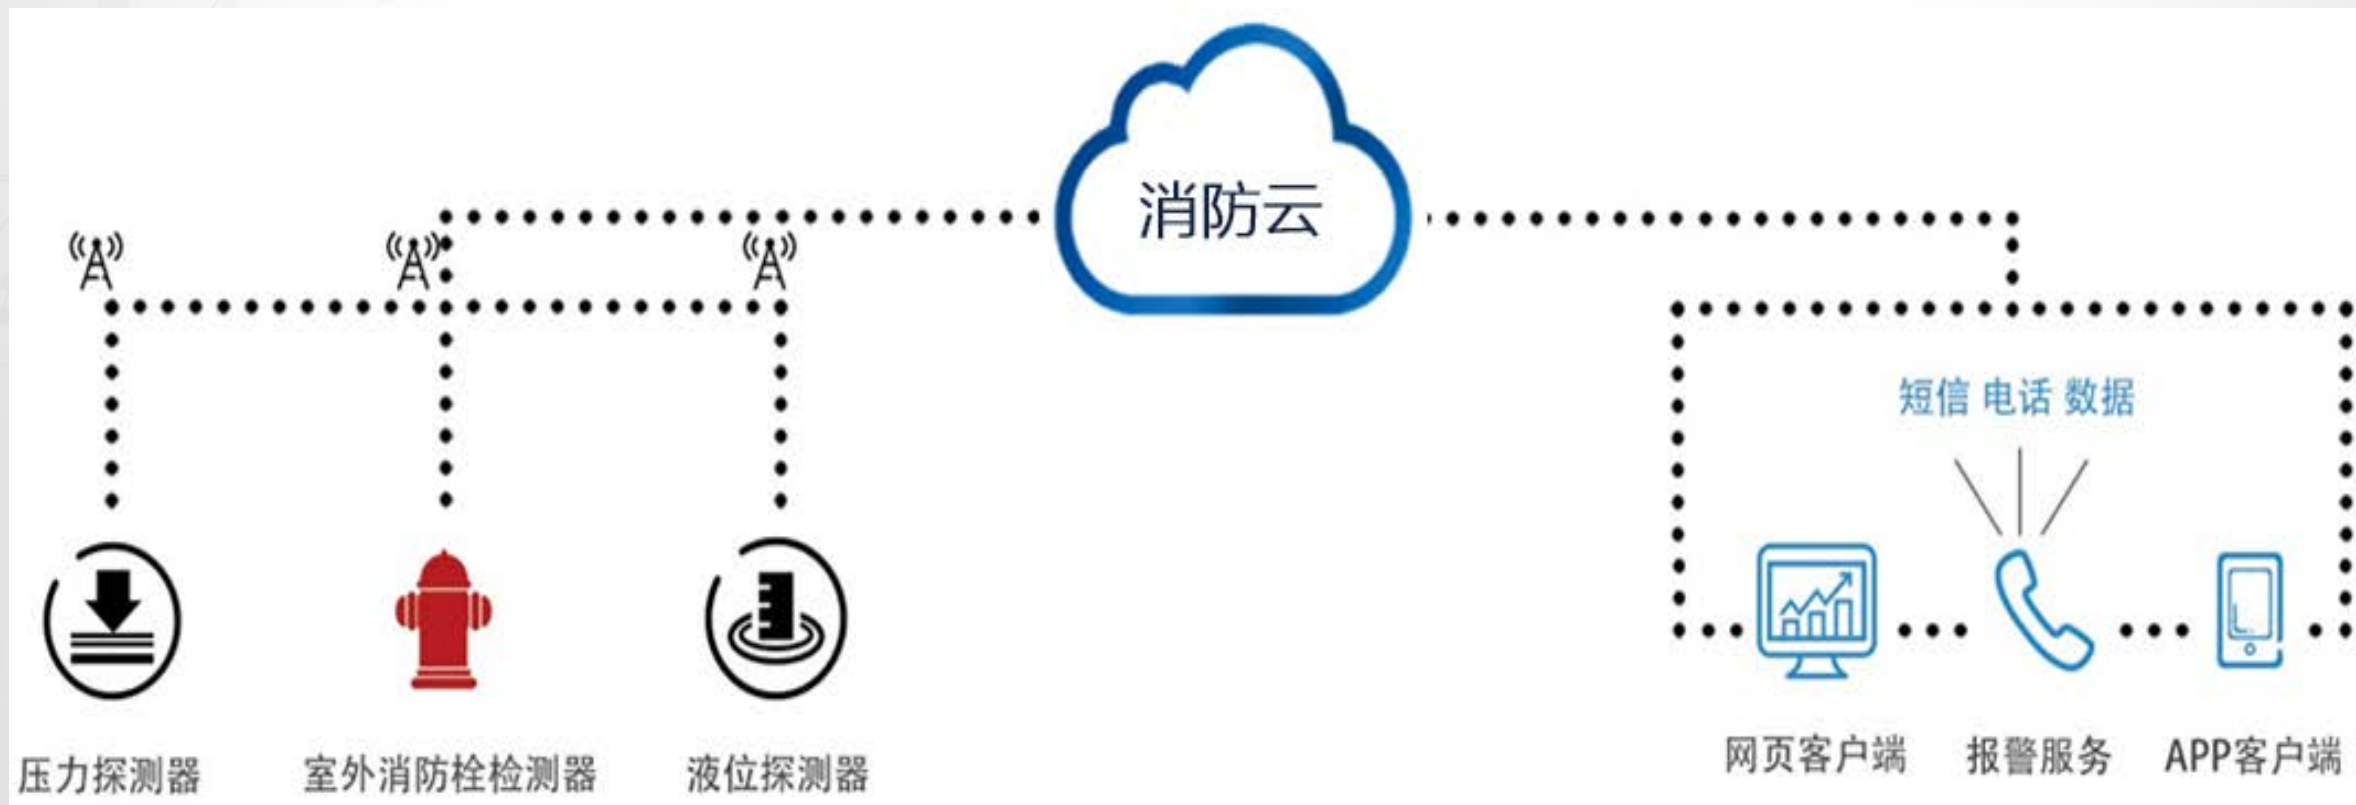 消防云
短信 电话 数据
压力探测器
室外消防栓检测器
液位探测器
网页客户端
报警服务
APP客户端